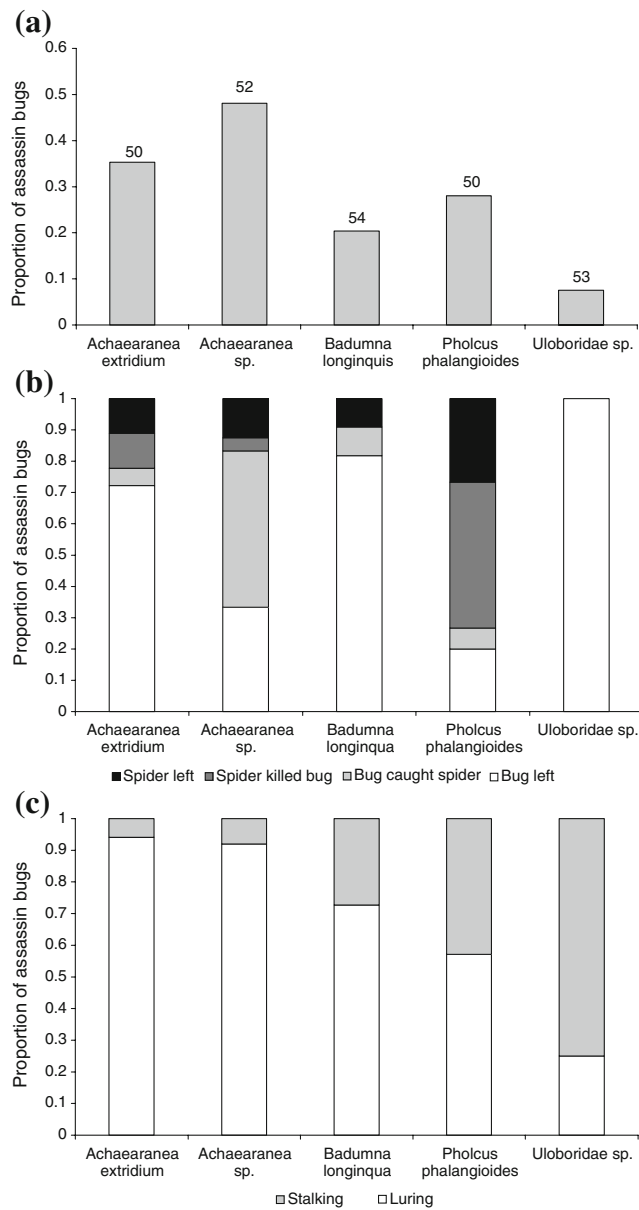 (a)
0.6
0.5
0.4
0.3
0.2
0.1
0
Proportion of assassin bugs
50
52
54
50
53
Achaearanea extridium
Achaearanea sp.
Badumna longinquis
Pholcus phalangioides
Uloboridae sp.
(b)
1
0.9
0.8
0.7
0.6
0.5
0.4
0.3
0.2
0.1
0
Proportion of assassin bugs
Achaearanea extridium
Achaearanea sp.
Badumna longinqua
Pholcus phalangioides
Uloboridae sp.
Spider left Spider killed bug Bug caught spider Bug left
(c)
1
0.9
0.8
0.7
0.6
0.5
0.4
0.3
0.2
0.1
0
Proportion of assassin bugs
Achaearanea extridium
Achaearanea sp.
Badumna longinqua
Pholcus phalangioides
Uloboridae sp.
Stalking Luring